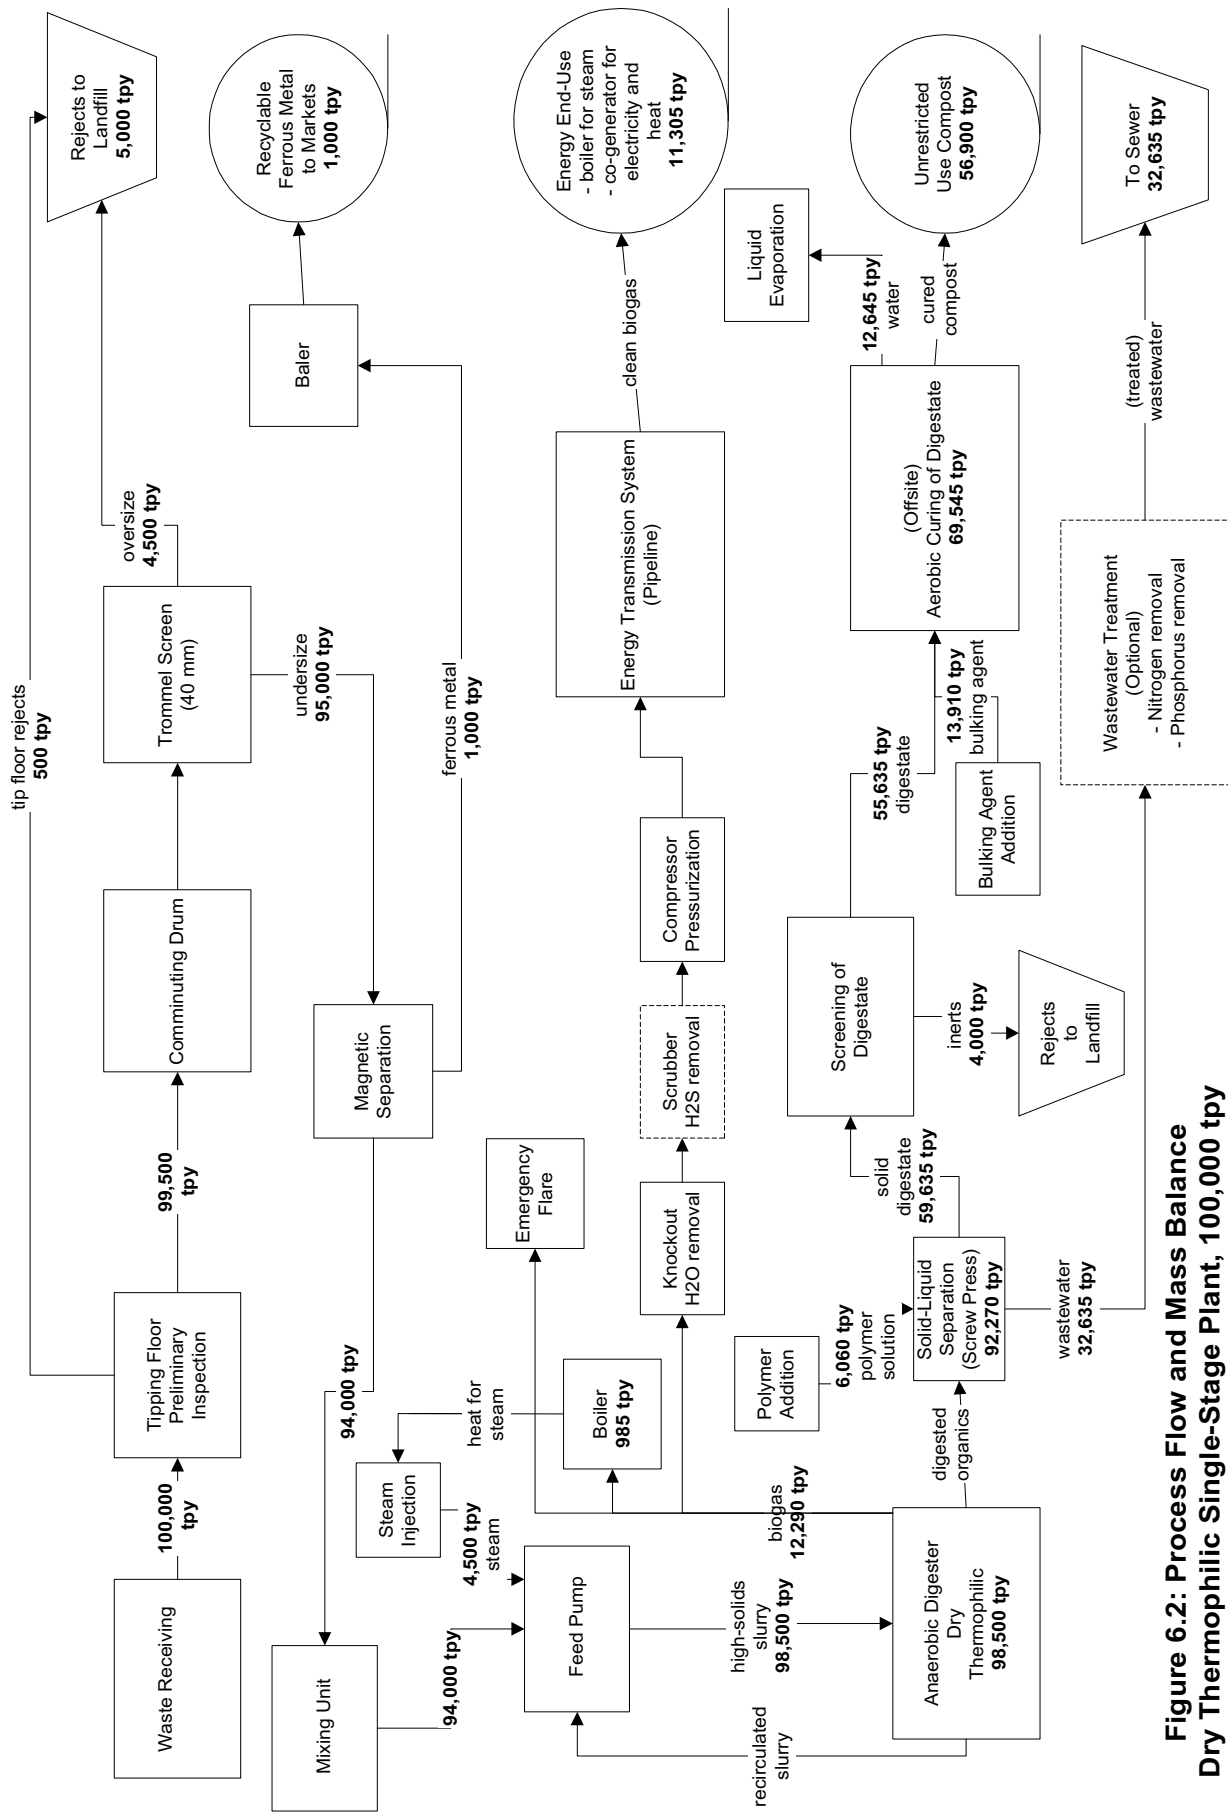 tip floor rejects
500 tpy
Waste Receiving
100,000
tpy
Tipping Floor
Preliminary
Inspection
99,500
tpy
Comminuting Drum
Trommel Screen
(40 mm)
oversize
4,500 tpy
Rejects to
Landfill
5,000 tpy
undersize
95,000 tpy
Magnetic
Separation
ferrous metal
1,000 tpy
Baler
Recyclable
Ferrous Metal
to Markets
1,000 tpy
94,000 tpy
Mixing Unit
94,000 tpy
Steam
Injection
4,500 tpy
steam
heat for
steam
Boiler
985 tpy
Emergency
Flare
Feed Pump
recirculated
slurry
high-solids
slurry
98,500 tpy
Anaerobic Digester
Dry
Thermophilic
98,500 tpy
biogas
12,290 tpy
Knockout
H2O removal
Scrubber
H2S removal
Compressor
Pressurization
Energy Transmission System
(Pipeline)
clean biogas
Energy End-Use
- boiler for steam
- co-generator for
electricity and
heat
11,305 tpy
digested
organics
Polymer
Addition
6,060 tpy
polymer
solution
Solid-Liquid
Separation
(Screw Press)
92,270 tpy
solid
digestate
59,635 tpy
Screening of
Digestate
inerts
4,000 tpy
Rejects
to
Landfill
55,635 tpy
digestate
Bulking Agent
Addition
13,910 tpy
bulking agent
(Offsite)
Aerobic Curing of Digestate
69,545 tpy
12,645 tpy
water
Liquid
Evaporation
cured
compost
Unrestricted
Use Compost
56,900 tpy
wastewater
32,635 tpy
Wastewater Treatment
(Optional)
- Nitrogen removal
- Phosphorus removal
(treated)
wastewater
To Sewer
32,635 tpy
Figure 6.2: Process Flow and Mass Balance
Dry Thermophilic Single-Stage Plant, 100,000 tpy